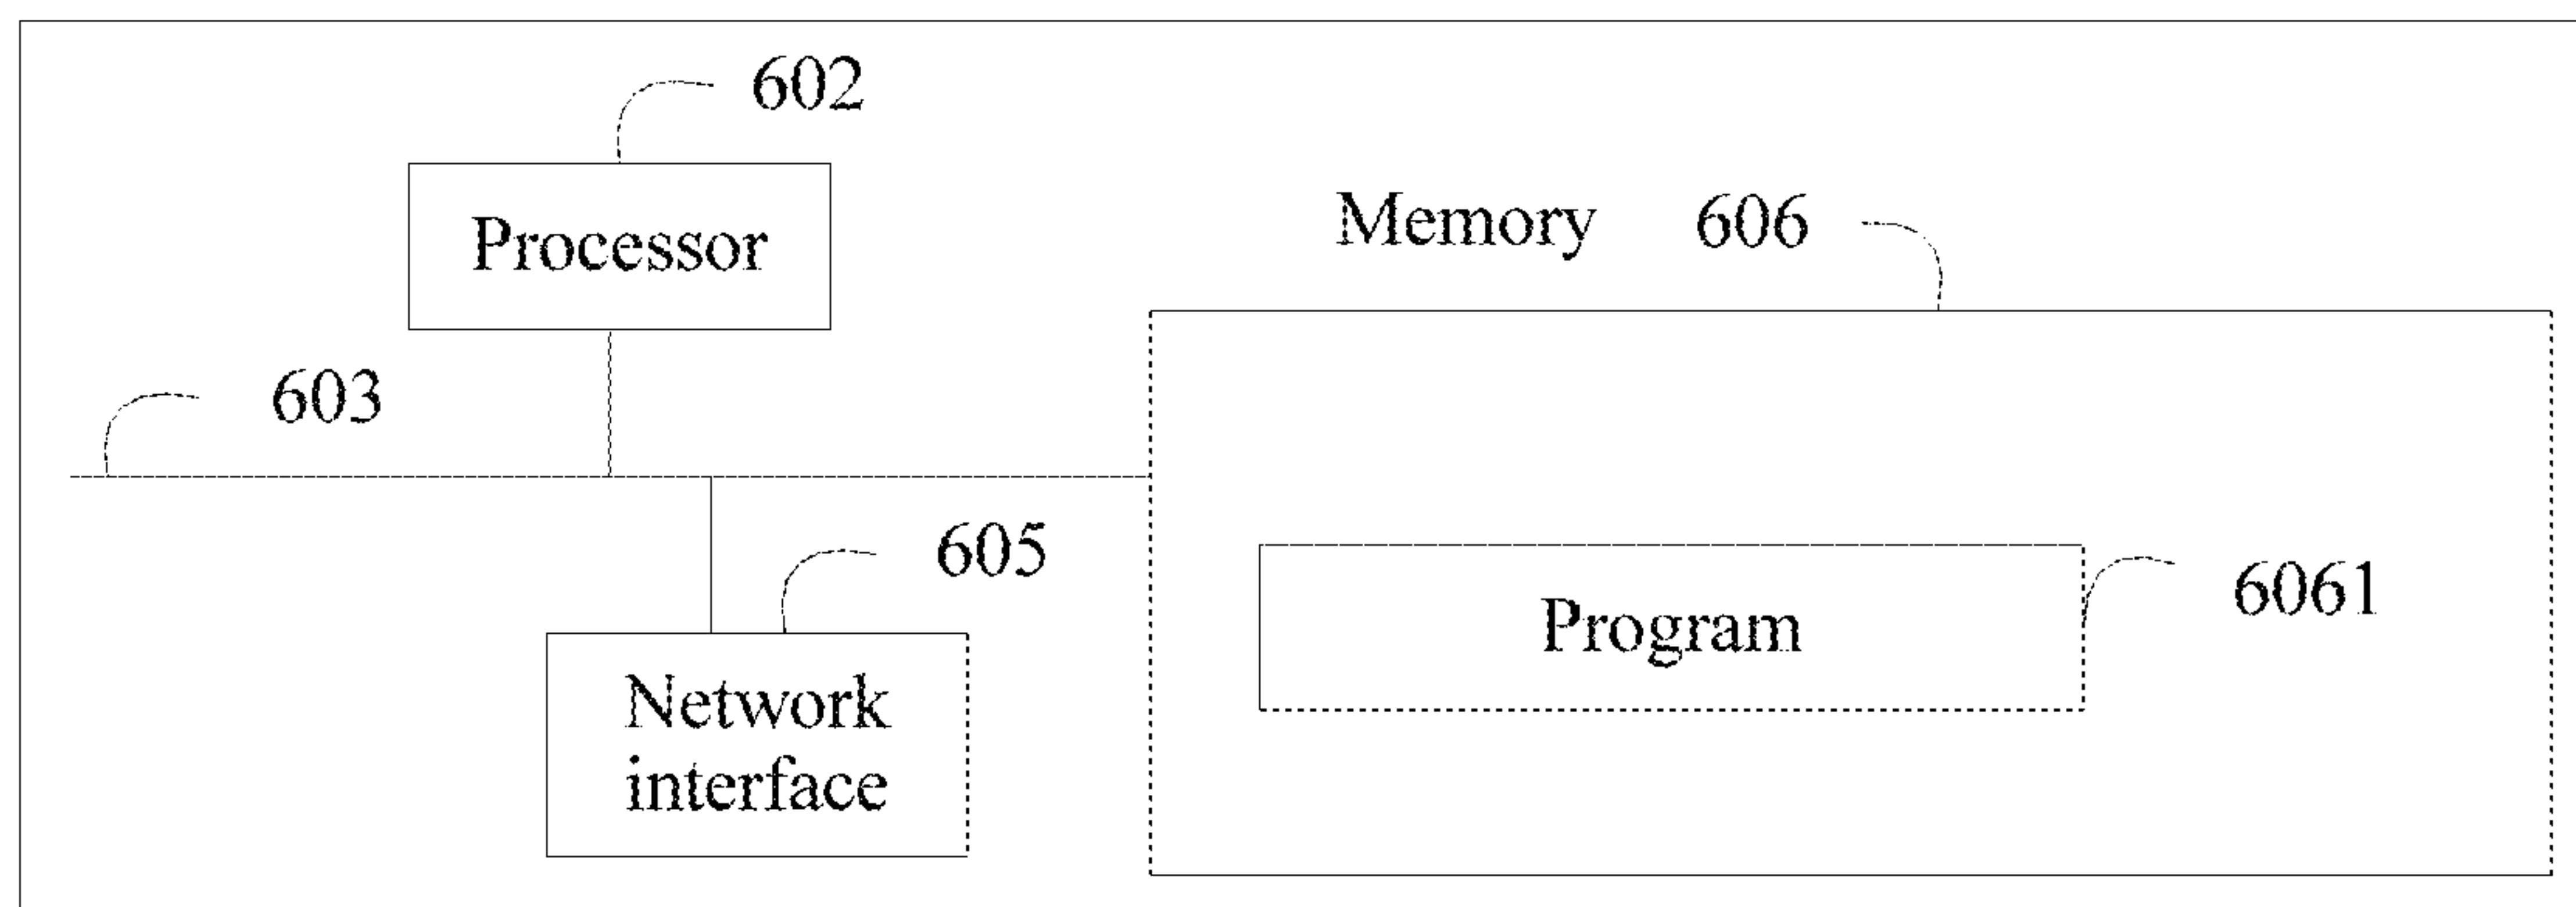 602
Processor
Memory 606
603
605
Network
interface
Program
6061